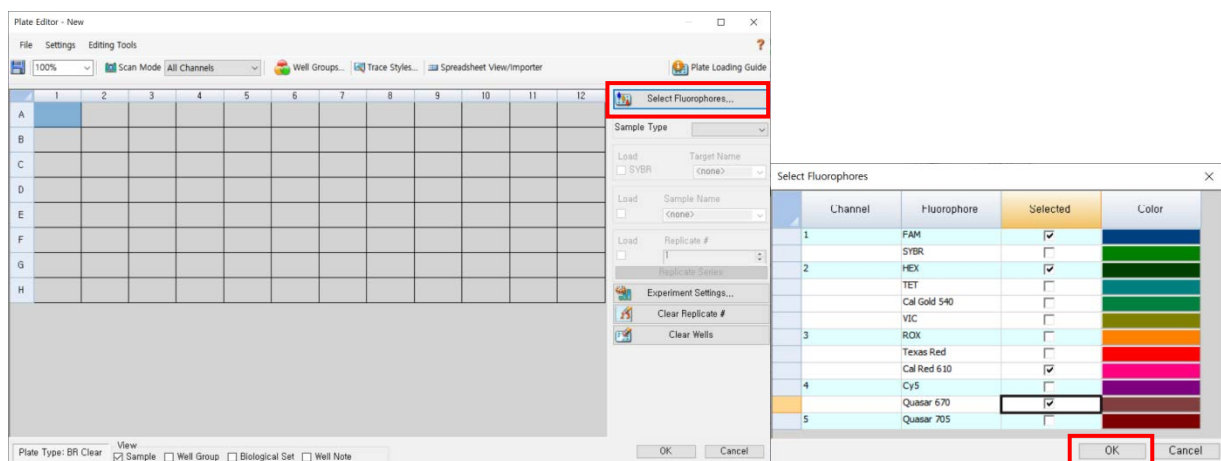 Plate Editor - New
File Settings Editing Tools ?
100% Scan Mode All Channels Well Groups... Trace Styles... Spreadsheet View/Importer Plate Loading Guide
1 2 3 4 5 6 7 8 9 10 11 12
A
B
C
D
E
F
G
H
Select Fluorophores...
Sample Type
Load Target Name
SYBR <none>
Load Sample Name
<none>
Load Replicate #
1
Replicate Series
Experiment Settings...
Clear Replicate #
Clear Wells
Plate Type: BR Clear
View
Sample Well Group Biological Set Well Note
OK Cancel
Select Fluorophores
Channel Fluorophore Selected Color
1 FAM
SYBR
2 HEX
TET
Cal Gold 540
VIC
3 ROX
Texas Red
Cal Red 610
4 Cy5
Quasar 670
5 Quasar 705
OK Cancel